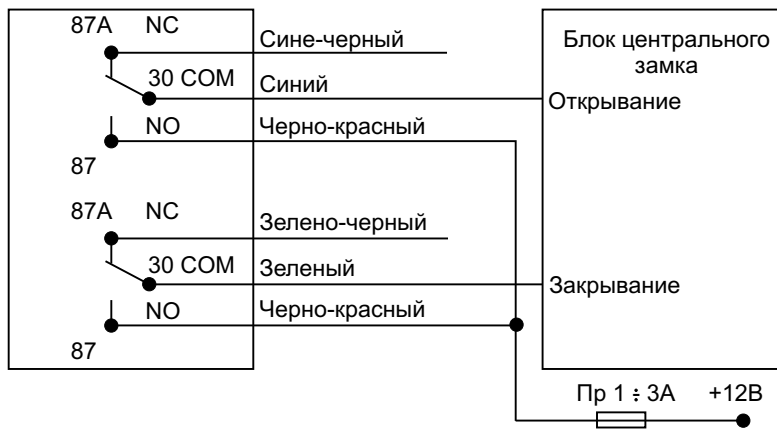 87A NC
Сине-черный
30 COM
Синий
NO
Черно-красный
87
87A NC
Зелено-черный
30 COM
Зеленый
NO
Черно-красный
87
Блок центрального
замка
Открывание
Закрывание
Пр 1 ÷ 3А
+12В